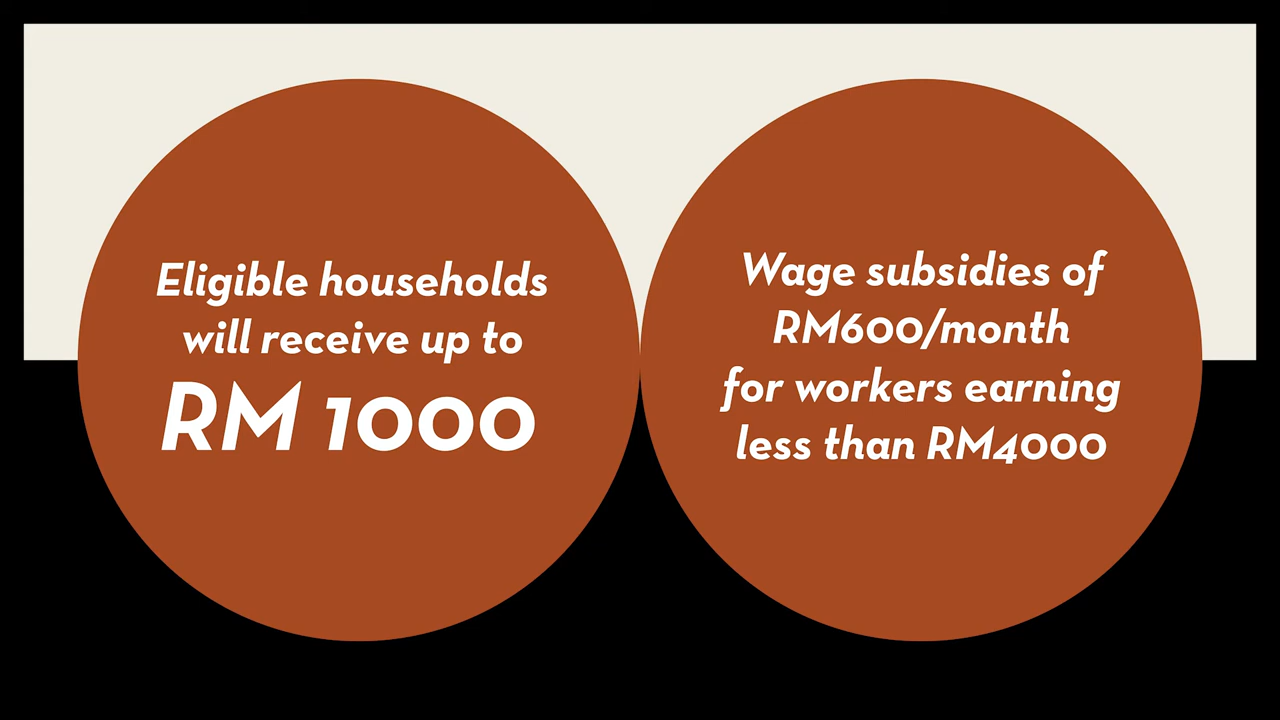 Eligible households
will receive up to
RM 1000
Wage subsidies of
RM600/month
for workers earning
less than RM4000